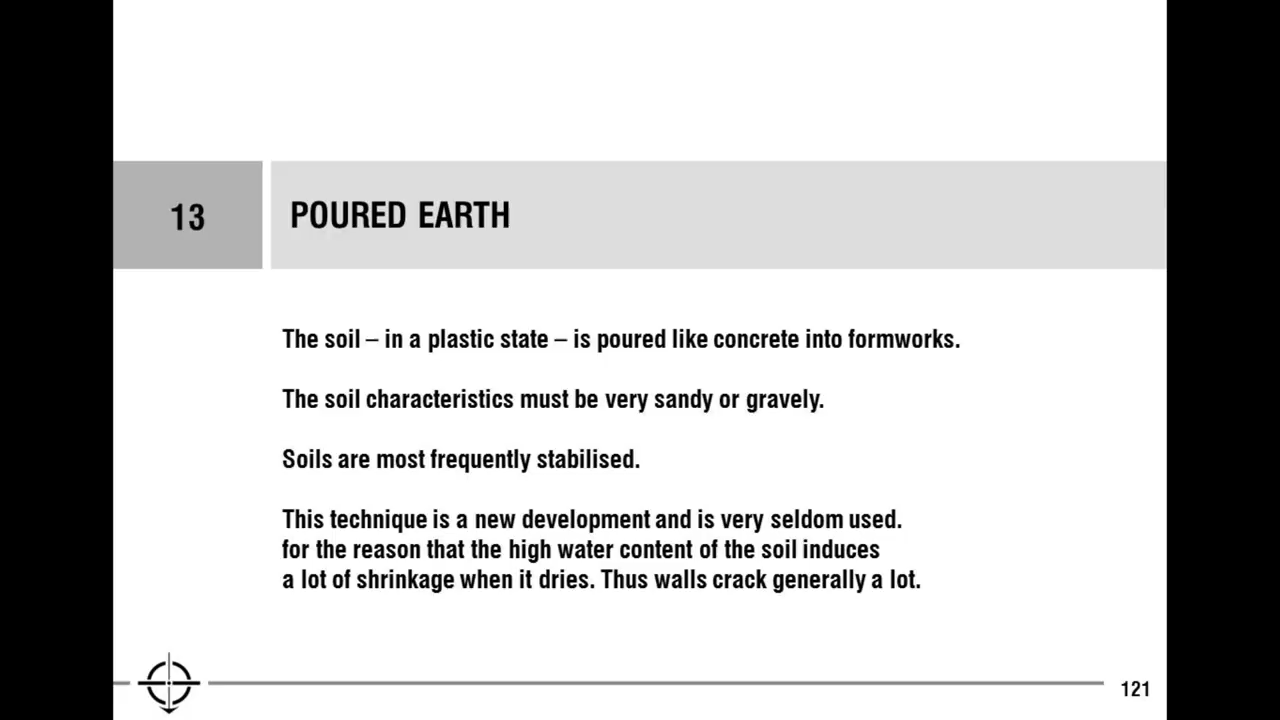 13
POURED EARTH
The soil – in a plastic state – is poured like concrete into formworks.
The soil characteristics must be very sandy or gravely.
Soils are most frequently stabilised.
This technique is a new development and is very seldom used.
for the reason that the high water content of the soil induces
a lot of shrinkage when it dries. Thus walls crack generally a lot.
121